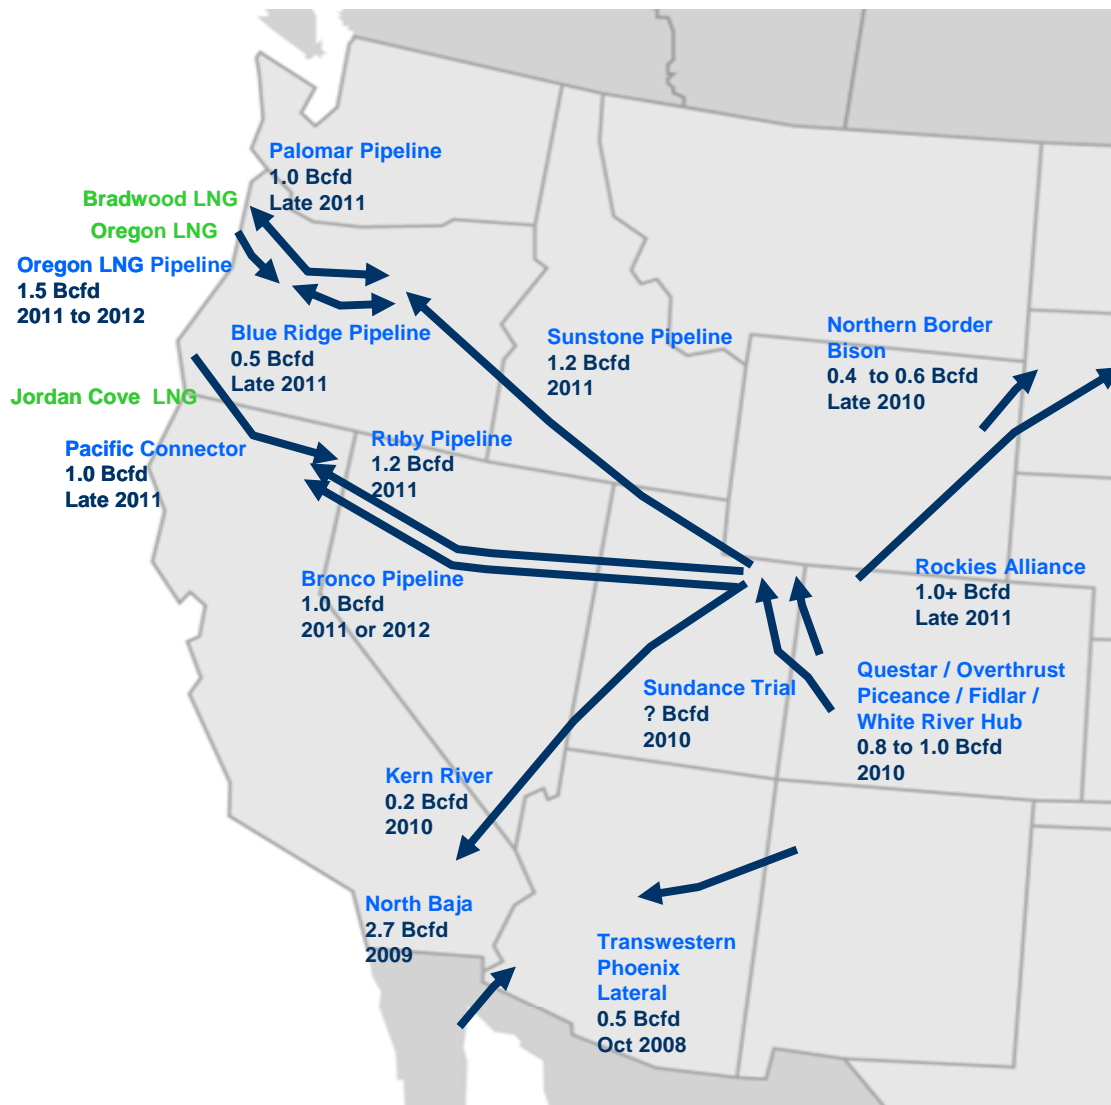 Palomar Pipeline
1.0 Bcfd
Late 2011
Bradwood LNG
Oregon LNG
Oregon LNG Pipeline
1.5 Bcfd
2011 to 2012
Blue Ridge Pipeline
0.5 Bcfd
Late 2011
Sunstone Pipeline
1.2 Bcfd
2011
Northern Border
Bison
0.4 to 0.6 Bcfd
Late 2010
Jordan Cove LNG
Pacific Connector
1.0 Bcfd
Late 2011
Ruby Pipeline
1.2 Bcfd
2011
Bronco Pipeline
1.0 Bcfd
2011 or 2012
Rockies Alliance
1.0+ Bcfd
Late 2011
Sundance Trial
? Bcfd
2010
Questar / Overthrust
Piceance / Fidlar /
White River Hub
0.8 to 1.0 Bcfd
2010
Kern River
0.2 Bcfd
2010
North Baja
2.7 Bcfd
2009
Transwestern
Phoenix
Lateral
0.5 Bcfd
Oct 2008